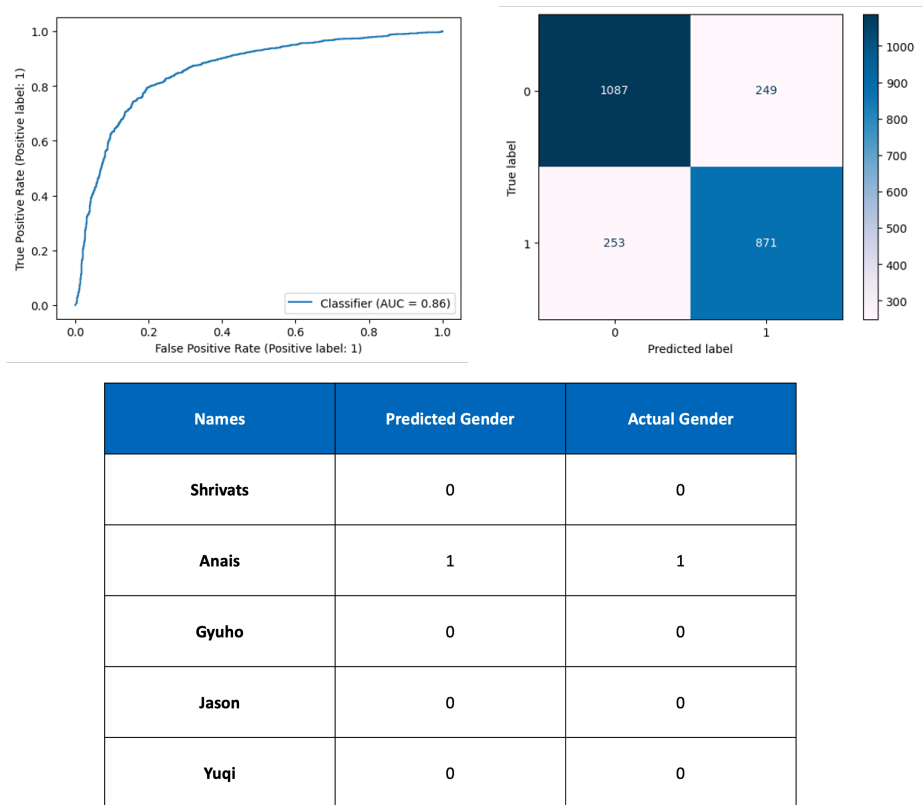 1.0
0.8
0.6
0.4
0.2
0.0
True Positive Rate (Positive label: 1)
Classifier (AUC = 0.86)
0.0 0.2 0.4 0.6 0.8 1.0
False Positive Rate (Positive label: 1)
True label
0
1
1087 249
253 871
0 1
Predicted label
1000
900
800
700
600
500
400
300
Names Predicted Gender Actual Gender
Shrivats 0 0
Anais 1 1
Gyuho 0 0
Jason 0 0
Yuqi 0 0